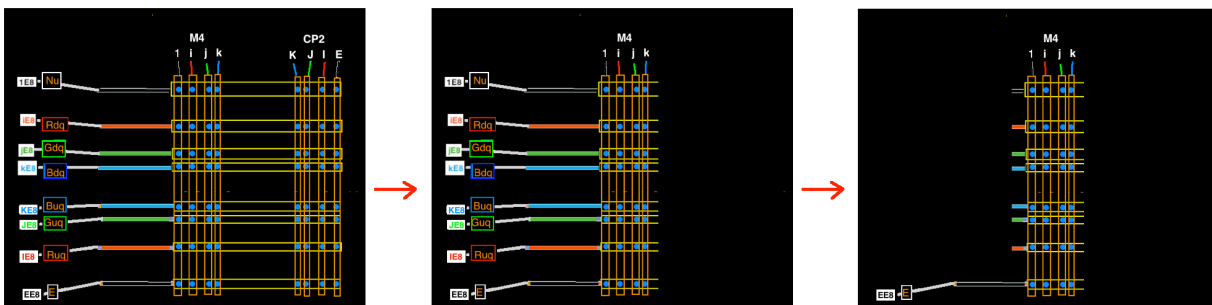 M4 CP2
1 i j k K J I E
1E8 Nu
iE8 Rdq
jE8 Gdq
kE8 Bdq
KE8 Buq
JE8 Guq
IE8 Ruq
EE8 E
M4
1 i j k
1E8 Nu
iE8 Rdq
jE8 Gdq
kE8 Bdq
KE8 Buq
JE8 Guq
IE8 Ruq
EE8 E
M4
1 i j k
EE8 E